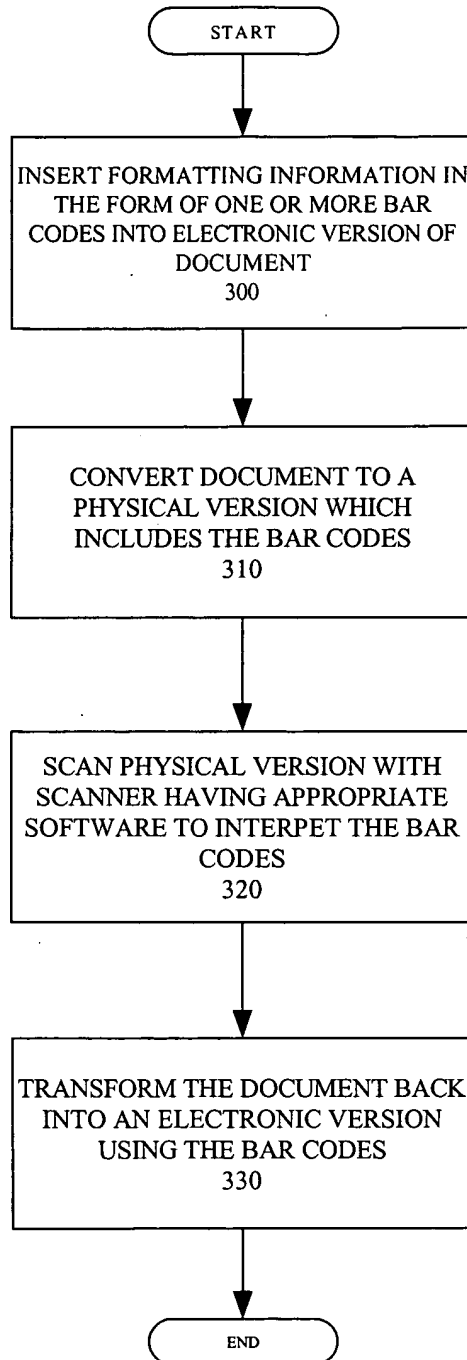 START
INSERT FORMATTING INFORMATION IN
THE FORM OF ONE OR MORE BAR
CODES INTO ELECTRONIC VERSION OF
DOCUMENT
300
CONVERT DOCUMENT TO A
PHYSICAL VERSION WHICH
INCLUDES THE BAR CODES
310
SCAN PHYSICAL VERSION WITH
SCANNER HAVING APPROPRIATE
SOFTWARE TO INTERPET THE BAR
CODES
320
TRANSFORM THE DOCUMENT BACK
INTO AN ELECTRONIC VERSION
USING THE BAR CODES
330
END